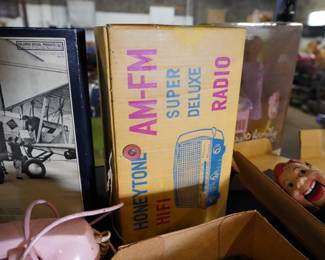 AM-FM
SUPER
DELUXE
RADIO
HONEYTONE
HIFI